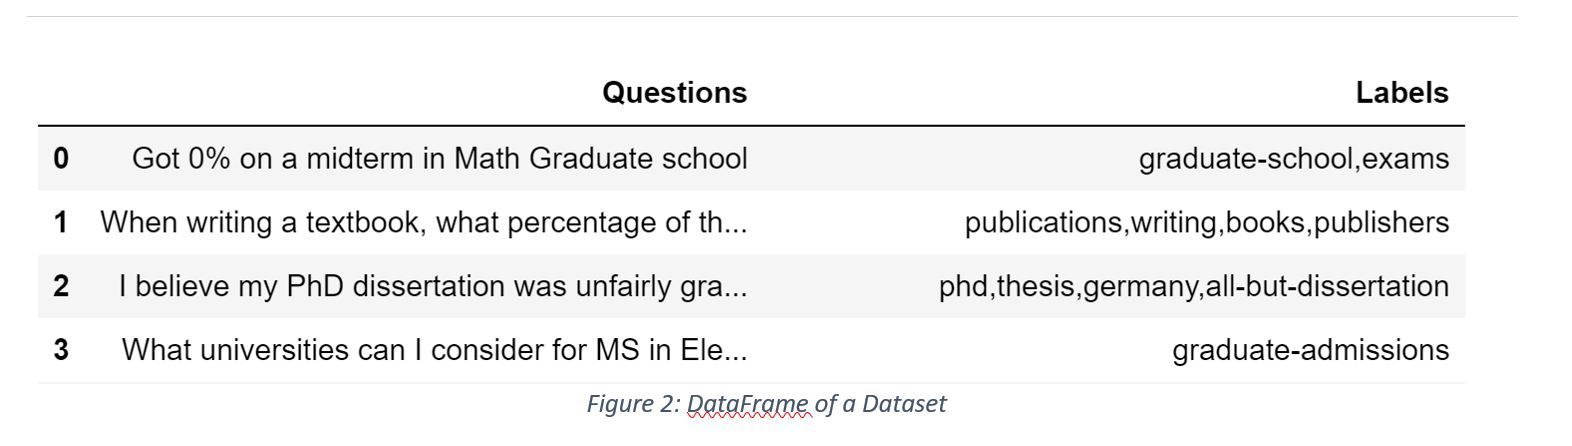 Questions Labels
0 Got 0% on a midterm in Math Graduate school graduate-school,exams
1 When writing a textbook, what percentage of th... publications,writing,books,publishers
2 I believe my PhD dissertation was unfairly gra... phd,thesis,germany,all-but-dissertation
3 What universities can I consider for MS in Ele... graduate-admissions
Figure 2: DataFrame of a Dataset